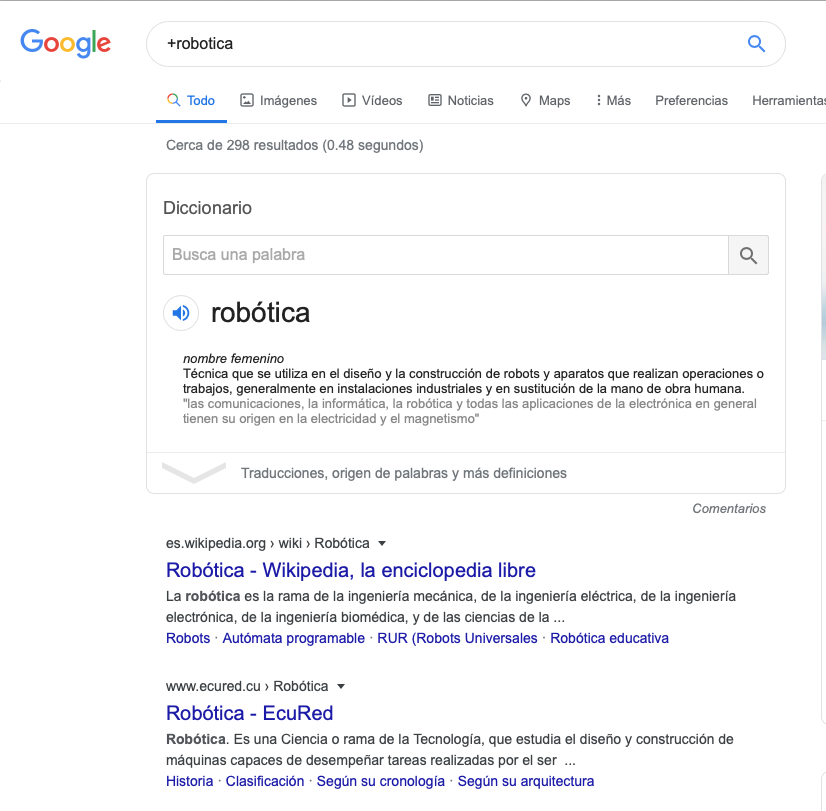 Google
+robotica
Todo
Imágenes
Vídeos
Noticias
Maps
Más
Preferencias
Herramientas
Cerca de 298 resultados (0.48 segundos)
Diccionario
Busca una palabra
robótica
nombre femenino
Técnica que se utiliza en el diseño y la construcción de robots y aparatos que realizan operaciones o
trabajos, generalmente en instalaciones industriales y en sustitución de la mano de obra humana.
"las comunicaciones, la informática, la robótica y todas las aplicaciones de la electrónica en general
tienen su origen en la electricidad y el magnetismo"
Traducciones, origen de palabras y más definiciones
Comentarios
es.wikipedia.org › wiki › Robótica
Robótica - Wikipedia, la enciclopedia libre
La robótica es la rama de la ingeniería mecánica, de la ingeniería eléctrica, de la ingeniería
electrónica, de la ingeniería biomédica, y de las ciencias de la ...
Robots · Autómata programable · RUR (Robots Universales · Robótica educativa
www.ecured.cu › Robótica
Robótica - EcuRed
Robótica. Es una Ciencia o rama de la Tecnología, que estudia el diseño y construcción de
máquinas capaces de desempeñar tareas realizadas por el ser ...
Historia · Clasificación · Según su cronología · Según su arquitectura